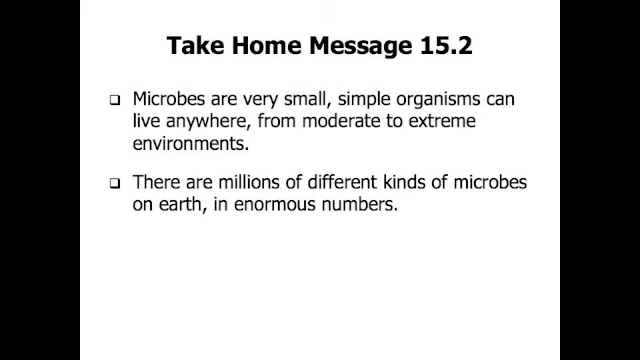 Take Home Message 15.2
❑ Microbes are very small, simple organisms can
live anywhere, from moderate to extreme
environments.
❑ There are millions of different kinds of microbes
on earth, in enormous numbers.